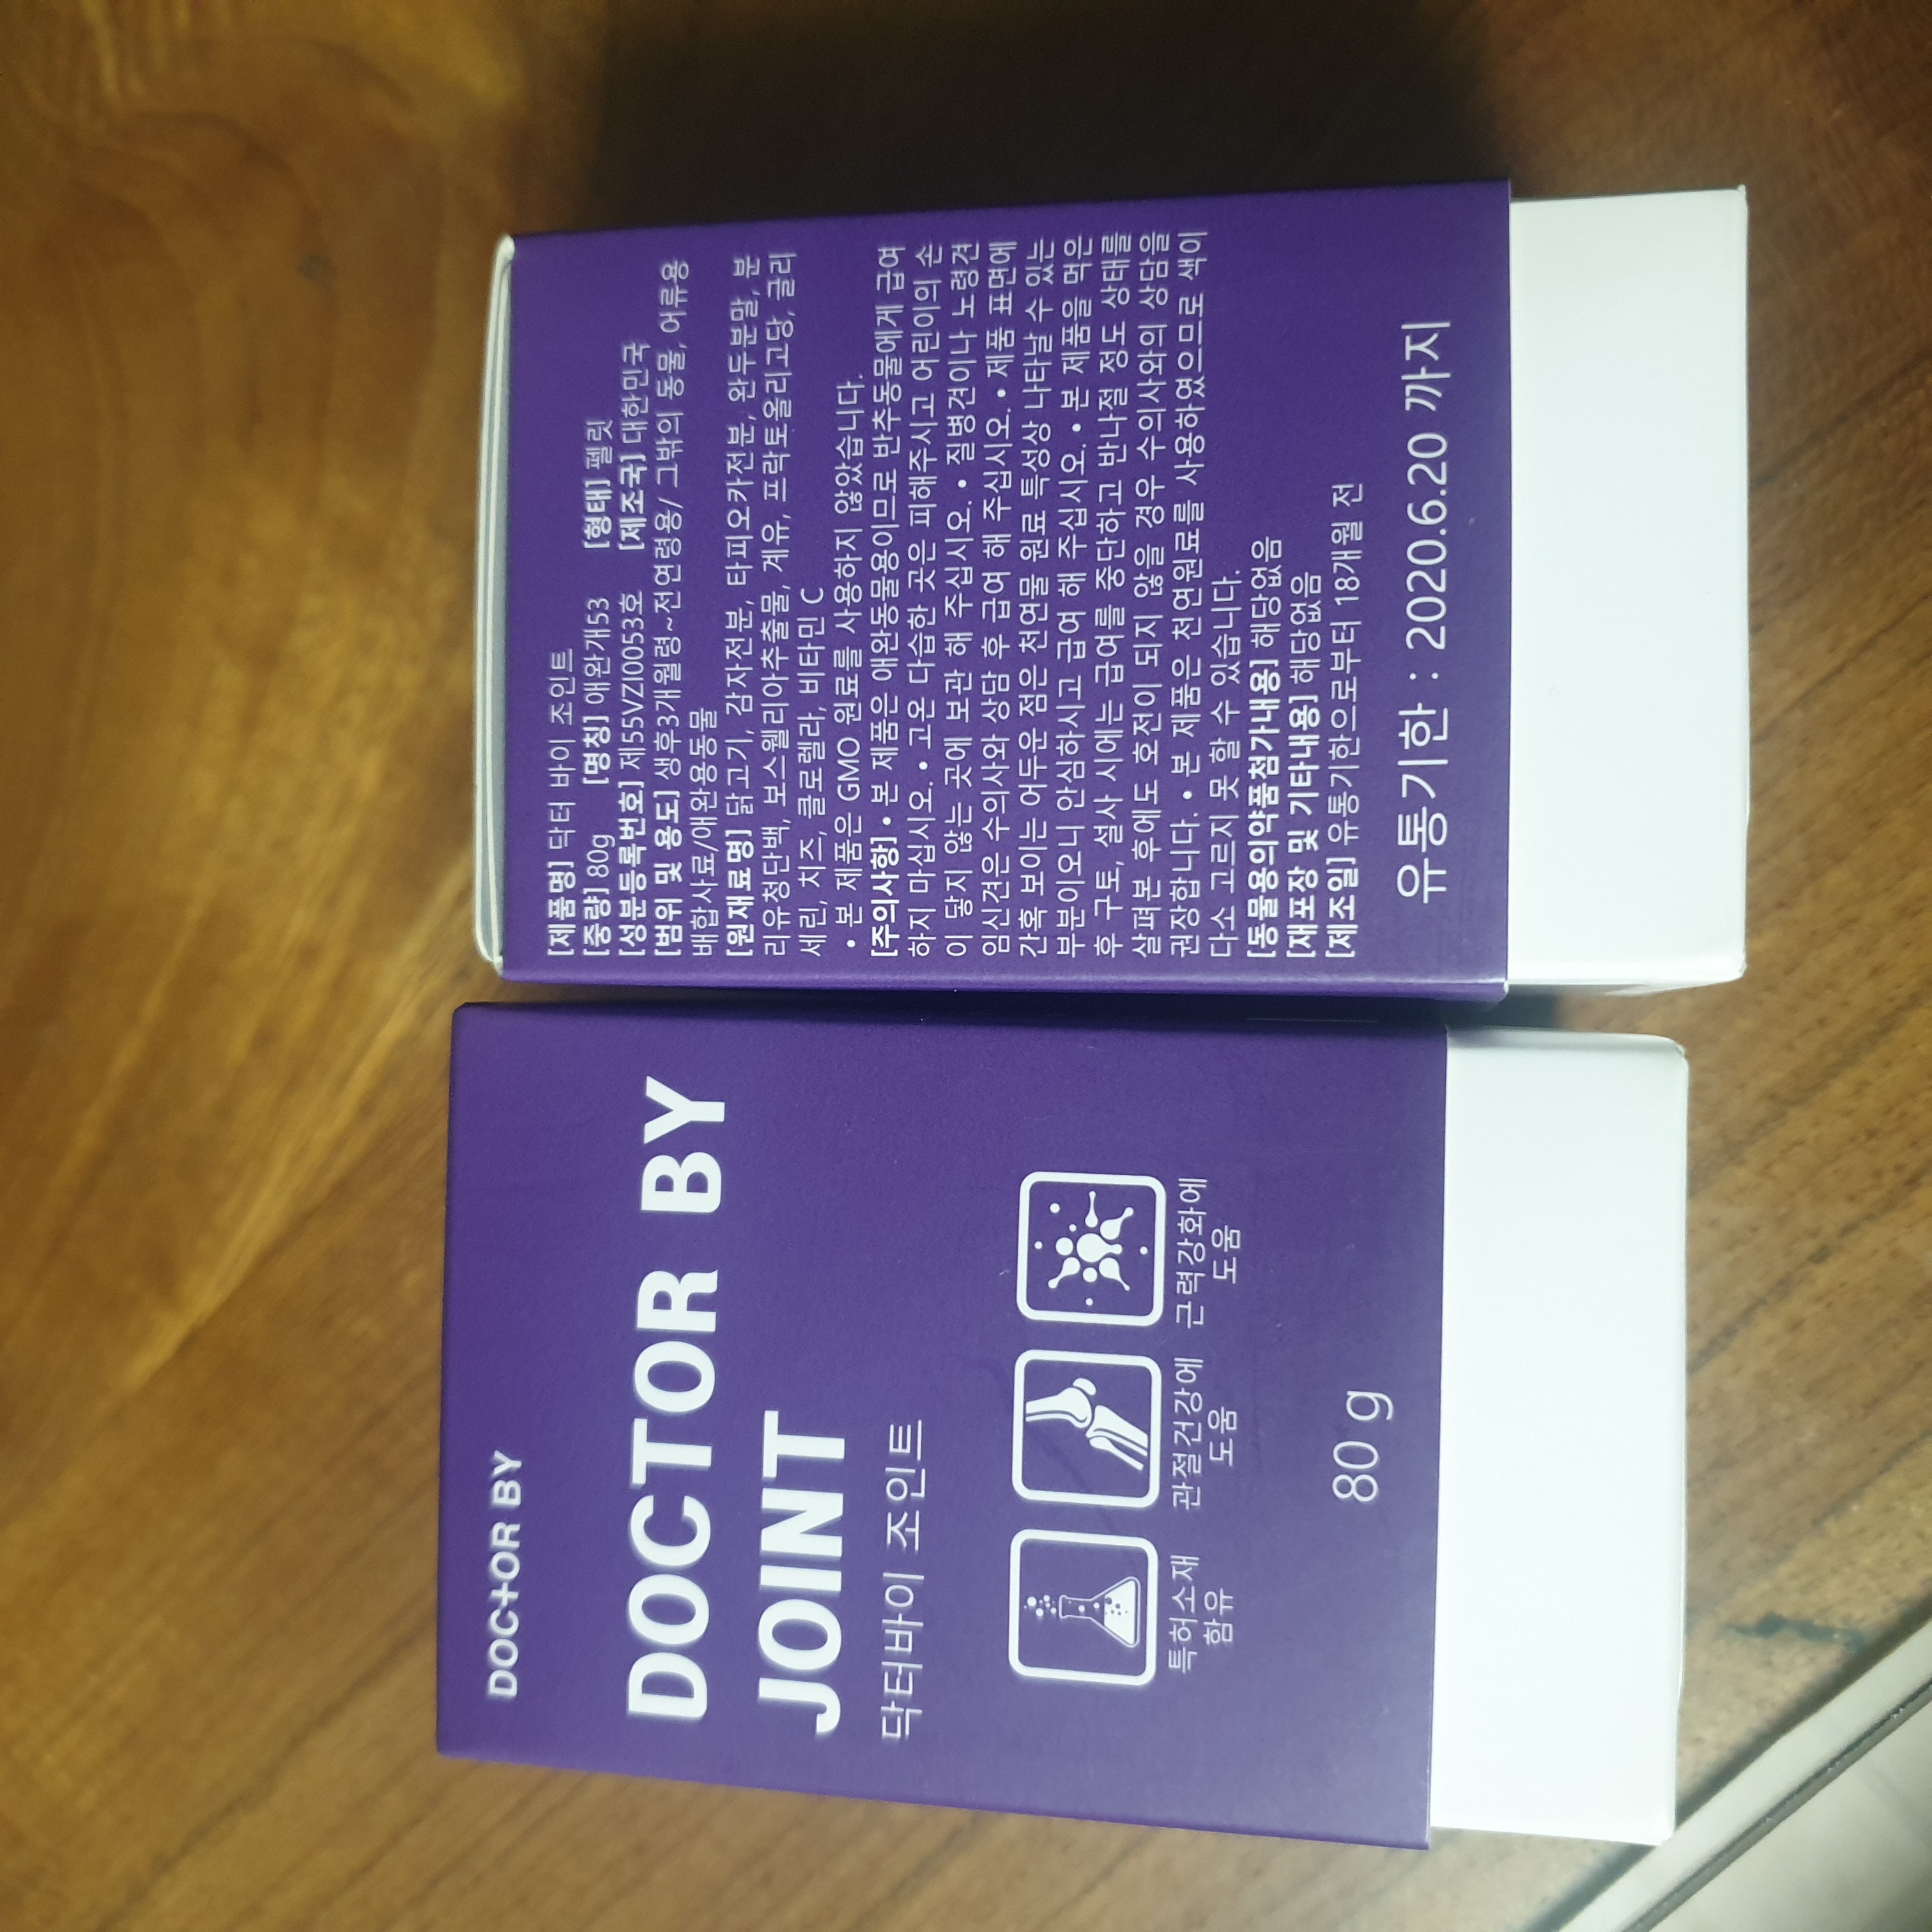 DOCTOR BY
DOCTOR BY
JOINT
닥터바이 조인트
특허소재
함유
관절건강에
도움
근력강화에
도움
80 g
[제품명] 닥터 바이 조인트
[중량] 80g [명칭] 애완개53 [형태] 펠릿
[성분등록번호] 제55VZI0053호 [제조국] 대한민국
[범위 및 용도] 생후3개월령~전연령용/ 그밖의 동물, 어류용
배합사료/애완용동물
[원재료명] 닭고기, 감자전분, 타피오카전분, 완두분말, 분
리유청단백, 보스웰리아추출물, 계유, 프락토올리고당, 글리
세린, 치즈, 클로렐라, 비타민 C
• 본 제품은 GMO 원료를 사용하지 않았습니다.
[주의사항] • 본 제품은 애완동물용이므로 반추동물에게 급여
하지 마십시오. • 고온 다습한 곳은 피해주시고 어린이의 손
이 닿지 않는 곳에 보관 해 주십시오. • 질병견이나 노령견
임신견은 수의사와 상담 후 급여 해 주십시오. • 제품 표면에
간혹 보이는 어두운 점은 천연물 원료 특성상 나타날 수 있는
부분이오니 안심하시고 급여 해 주십시오. • 본 제품을 먹은
후 구토, 설사 시에는 급여를 중단하고 반나절 정도 상태를
살펴본 후에도 호전이 되지 않을 경우 수의사와의 상담을
권장합니다. • 본 제품은 천연원료를 사용하였으므로 색이
다소 고르지 못 할 수 있습니다.
[동물용의약품첨가내용] 해당없음
[재포장 및 기타내용] 해당없음
[제조일] 유통기한으로부터 18개월 전
유통기한 : 2020.6.20 까지